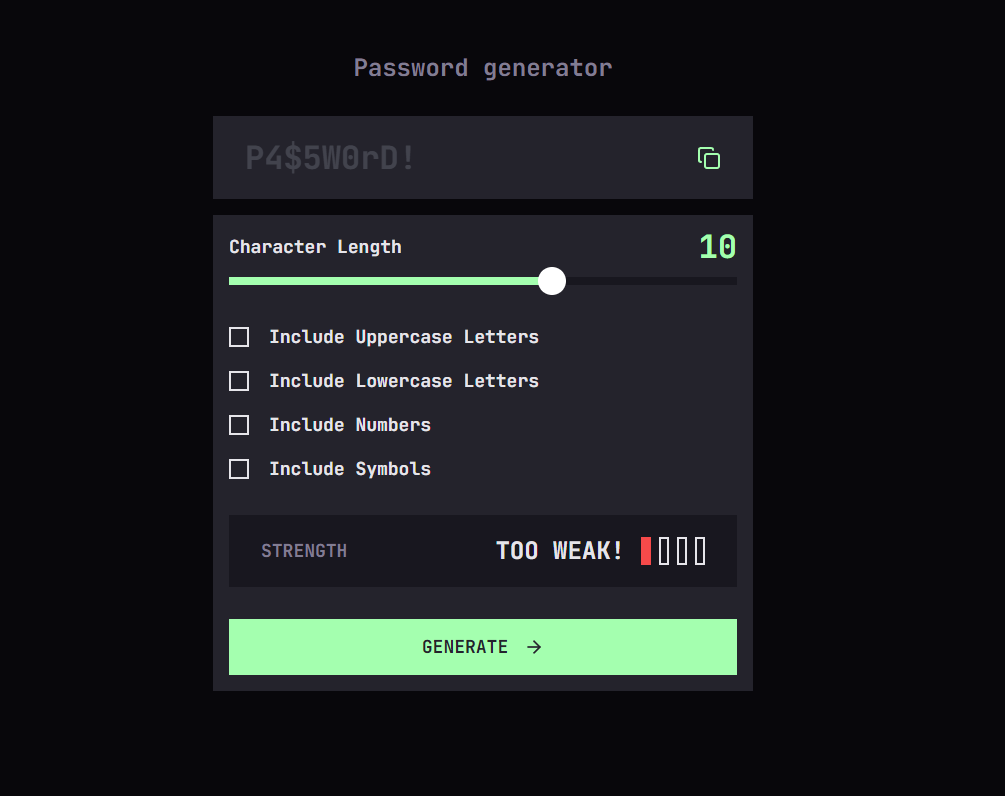 Password generator
P4$5W0rD!
Character Length 10
Include Uppercase Letters
Include Lowercase Letters
Include Numbers
Include Symbols
STRENGTH TOO WEAK!
GENERATE →